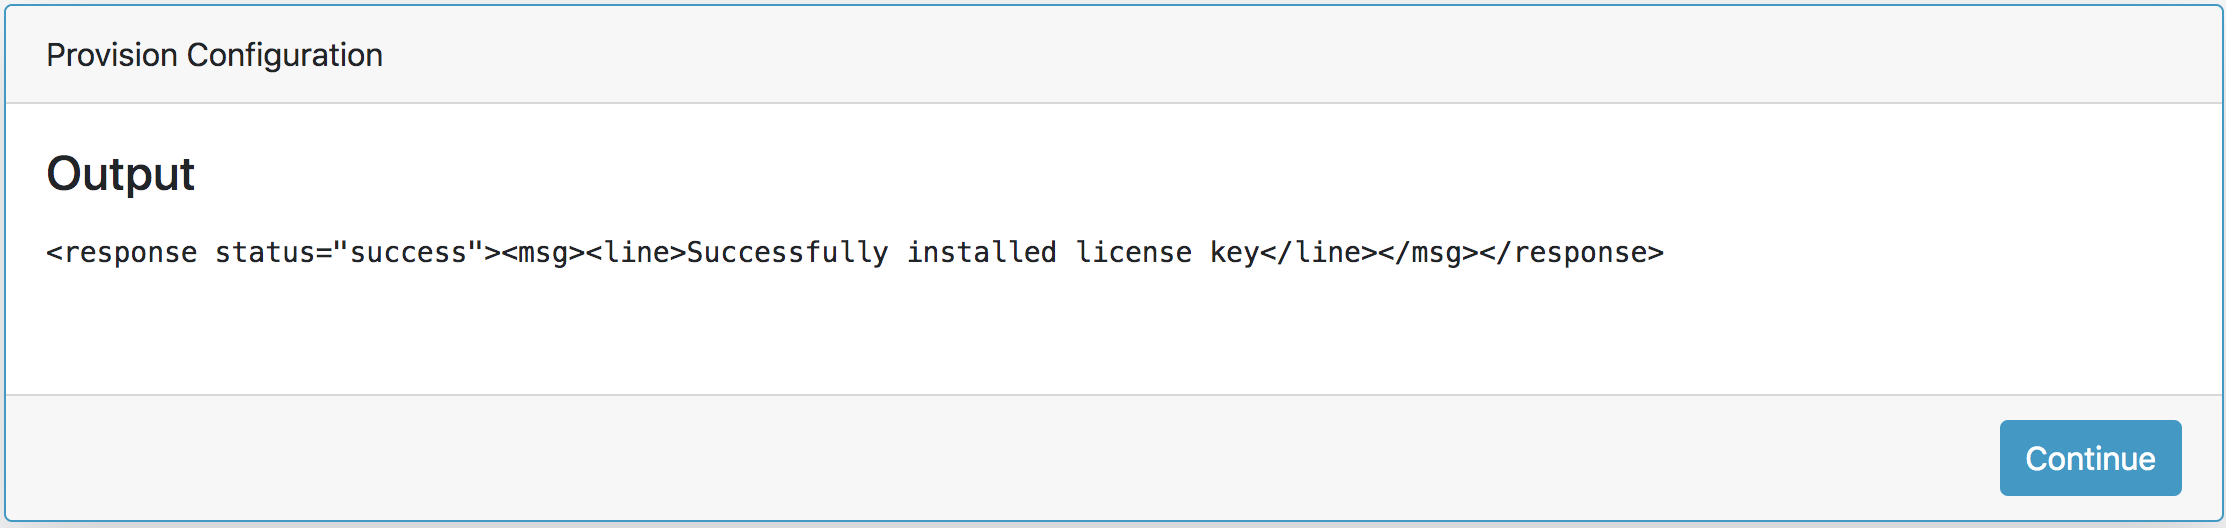 Provision Configuration
Output
<response status="success"><msg><line>Successfully installed license key</line></msg></response>
Continue